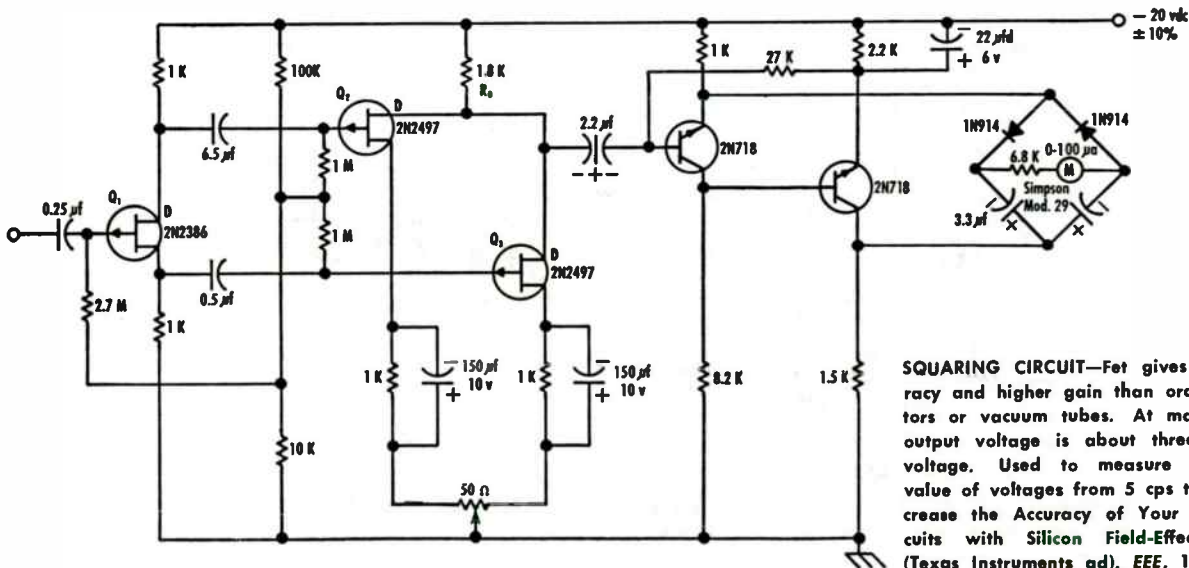 – 20 vdc
± 10%
1 K
100K
1.8 K
R₀
1 K
27 K
2.2 K
22 µfd
6 v
Q₂
D
2N2497
6.5 µf
1 M
2.2 µf
– + –
2N718
1N914
1N914
6.8 K
0-100 µa
M
Simpson
Mod. 29
2N718
3.3 µf
0.25 µf
Q₁
D
2N2386
1 M
Q₃
D
2N2497
0.5 µf
2.7 M
1 K
1 K
150 µf
10 v
1 K
150 µf
10 v
8.2 K
1.5 K
10 K
50 Ω
SQUARING CIRCUIT—Fet gives
racy and higher gain than
tors or vacuum tubes. At
output voltage is about three
voltage. Used to measure
value of voltages from 5 cps
crease the Accuracy of Your
cuits with Silicon Field-Effe
(Texas Instruments ad), EEE, 1